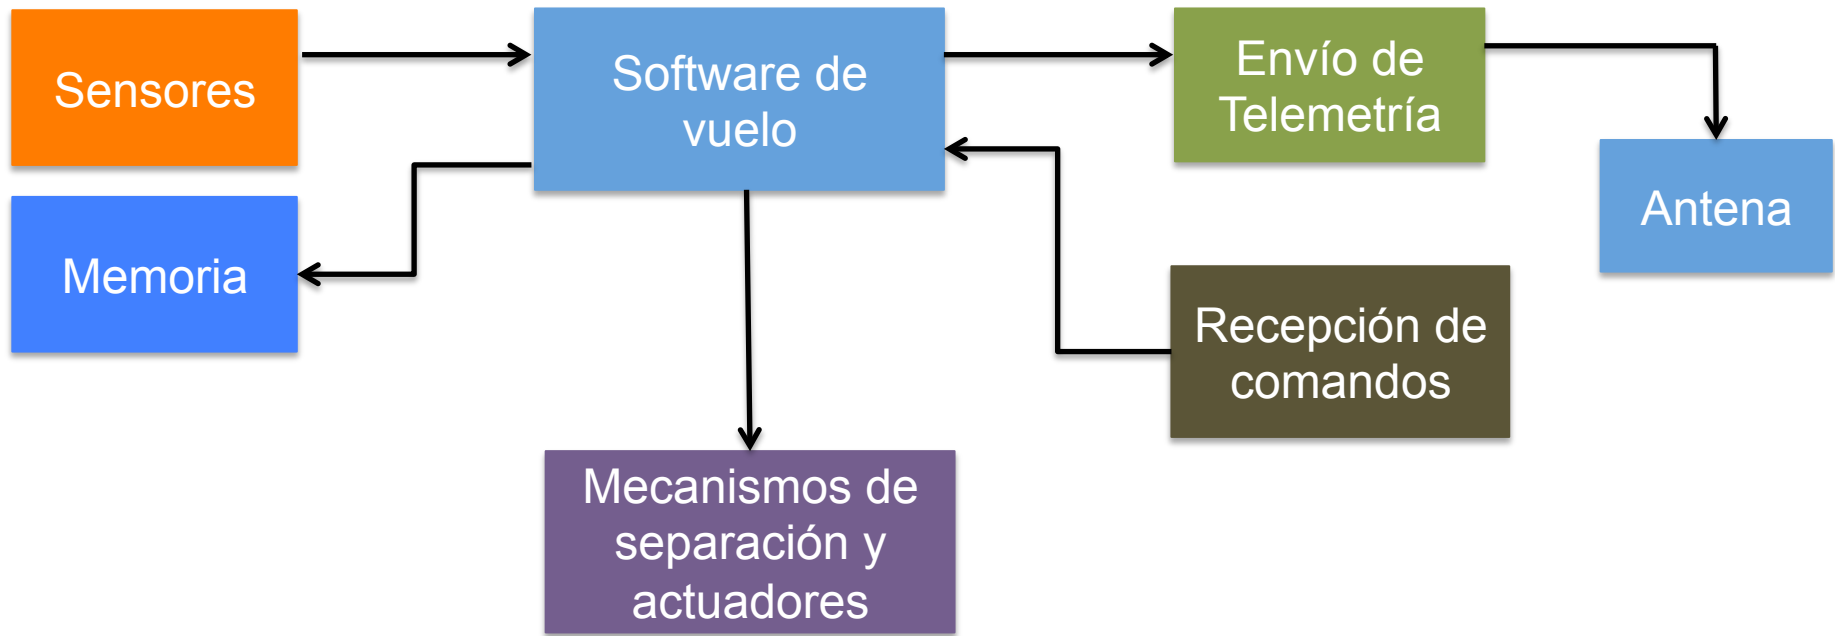 Sensores
Software de
vuelo
Envío de
Telemetría
Antena
Memoria
Recepción de
comandos
Mecanismos de
separación y
actuadores